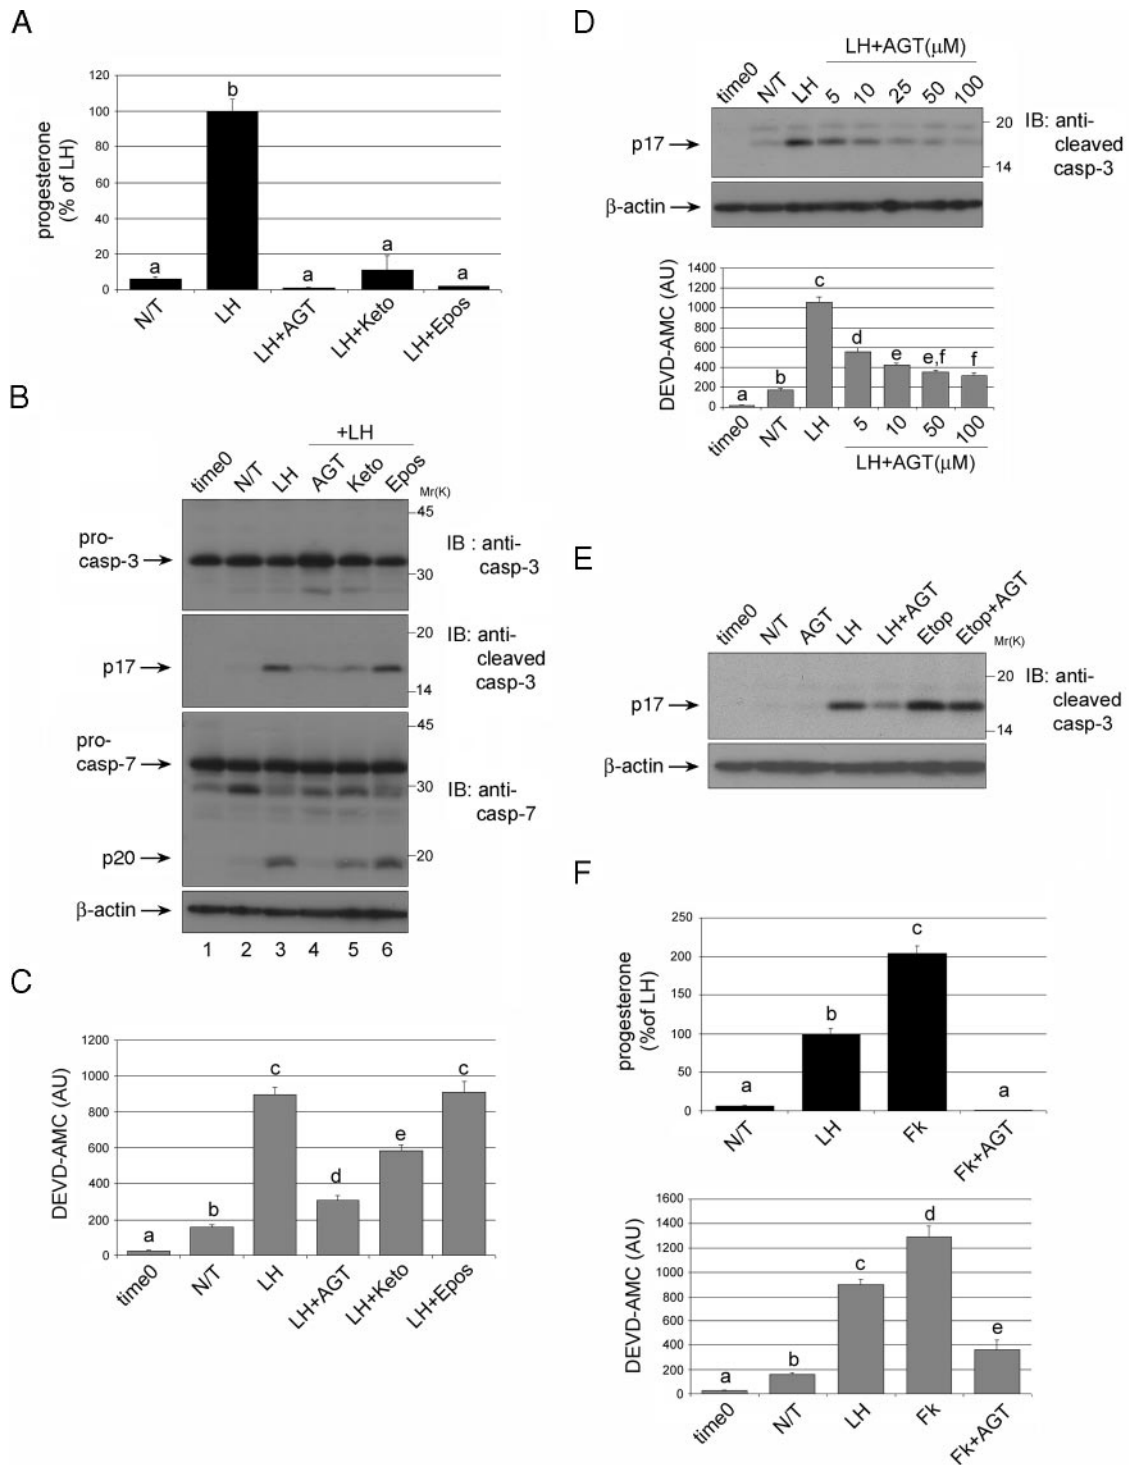 A
120
100
80
60
40
20
0
progesterone
(% of LH)
a
b
a
a
a
N/T
LH
LH+AGT
LH+Keto
LH+Epos
B
+LH
time0
N/T
LH
AGT
Keto
Epos
Mr(K)
pro-
casp-3
45
30
IB : anti-
casp-3
p17
20
14
IB: anti-
cleaved
casp-3
pro-
casp-7
45
30
IB: anti-
casp-7
p20
20
β-actin
1 2 3 4 5 6
C
1200
1000
800
600
400
200
0
DEVD-AMC (AU)
a
b
c
d
e
c
time0
N/T
LH
LH+AGT
LH+Keto
LH+Epos
D
LH+AGT(µM)
time0
N/T
LH
5
10
25
50
100
p17
20
14
IB: anti-
cleaved
casp-3
β-actin
1400
1200
1000
800
600
400
200
0
DEVD-AMC (AU)
a
b
c
d
e
e,f
f
time0
N/T
LH
5
10
50
100
LH+AGT(µM)
E
time0
N/T
AGT
LH
LH+AGT
Etop
Etop+AGT
Mr(K)
p17
20
14
IB: anti-
cleaved
casp-3
β-actin
F
250
200
150
100
50
0
progesterone
(%of LH)
a
b
c
a
N/T
LH
Fk
Fk+AGT
1600
1400
1200
1000
800
600
400
200
0
DEVD-AMC (AU)
a
b
c
d
e
time0
N/T
LH
Fk
Fk+AGT